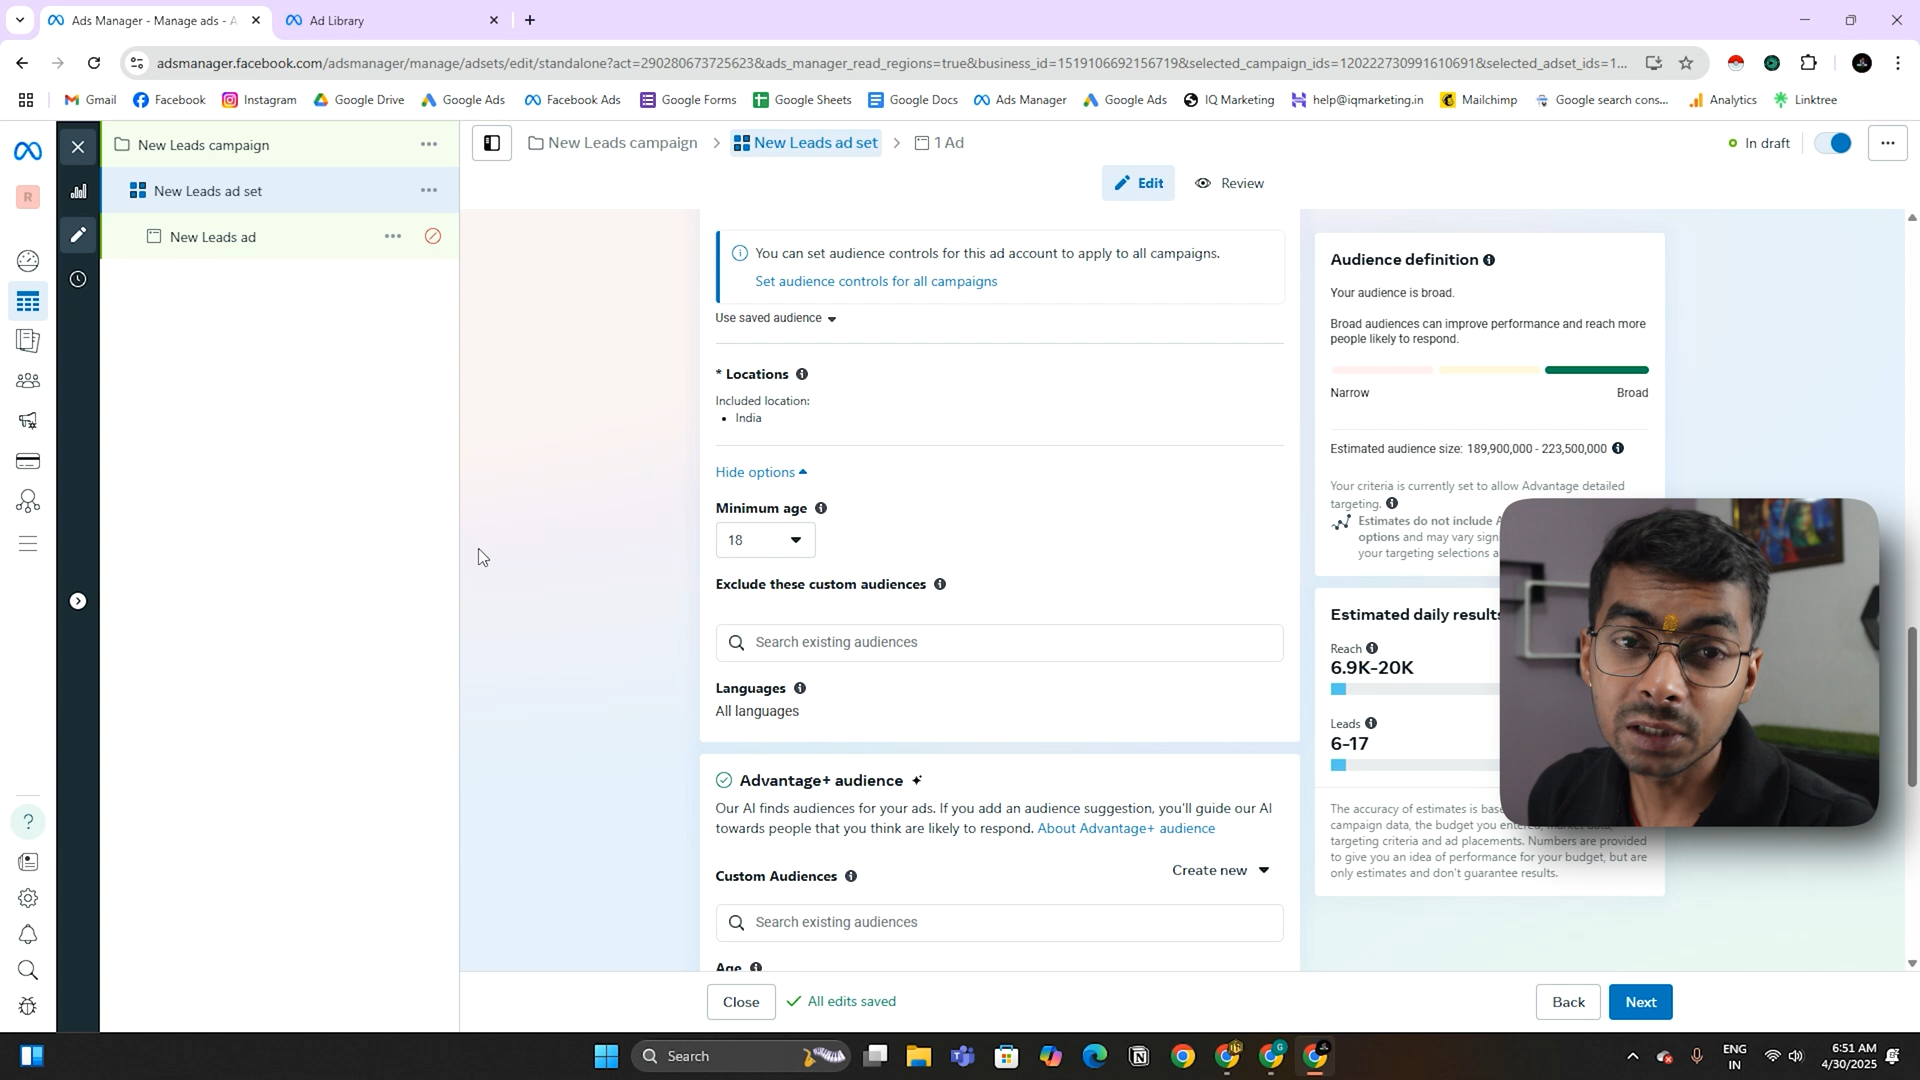 Ads Manager - Manage ads - A
Ad Library
adsmanager.facebook.com/adsmanager/manage/adsets/edit/standalone?act=290280673725623&ads_manager_read_regions=true&business_id=1519106692156719&selected_campaign_ids=120222730991610691&selected_adset_ids=1...
Gmail
Facebook
Instagram
Google Drive
Google Ads
Facebook Ads
Google Forms
Google Sheets
Google Docs
Ads Manager
Google Ads
IQ Marketing
help@iqmarketing.in
Mailchimp
Google search cons...
Analytics
Linktree
R
New Leads campaign
New Leads ad set
New Leads ad
New Leads campaign
New Leads ad set
1 Ad
In draft
Edit
Review
You can set audience controls for this ad account to apply to all campaigns.
Set audience controls for all campaigns
Use saved audience
* Locations
Included location:
• India
Hide options
Minimum age
18
Exclude these custom audiences
Search existing audiences
Languages
All languages
Advantage+ audience
Our AI finds audiences for your ads. If you add an audience suggestion, you'll guide our AI
towards people that you think are likely to respond. About Advantage+ audience
Custom Audiences
Create new
Search existing audiences
Age
Close
All edits saved
Back
Next
Audience definition
Your audience is broad.
Broad audiences can improve performance and reach more
people likely to respond.
Narrow
Broad
Estimated audience size: 189,900,000 - 223,500,000
Your criteria is currently set to allow Advantage detailed
targeting.
Estimates do not include
options and may vary
your targeting selections
Estimated daily results
Reach
6.9K-20K
Leads
6-17
The accuracy of estimates is
campaign data, the budget you entered, market data,
targeting criteria and ad placements. Numbers are provided
to give you an idea of performance for your budget, but are
only estimates and don't guarantee results.
Search
ENG
IN
6:51 AM
4/30/2025